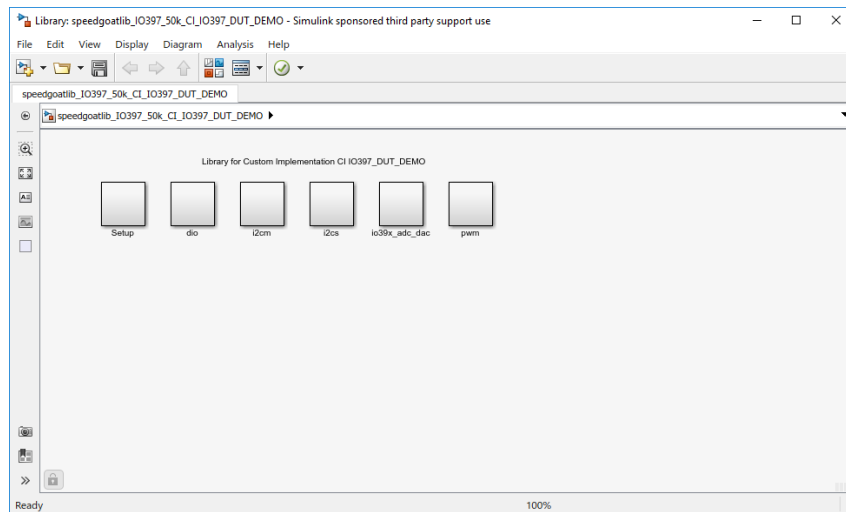 Library: speedgoatlib_IO397_50k_CI_IO397_DUT_DEMO - Simulink sponsored third party support use
File Edit View Display Diagram Analysis Help
speedgoatlib_IO397_50k_CI_IO397_DUT_DEMO
speedgoatlib_IO397_50k_CI_IO397_DUT_DEMO
Library for Custom Implementation CI IO397_DUT_DEMO
Setup dio i2cm i2cs io39x_adc_dac pwm
Ready 100%